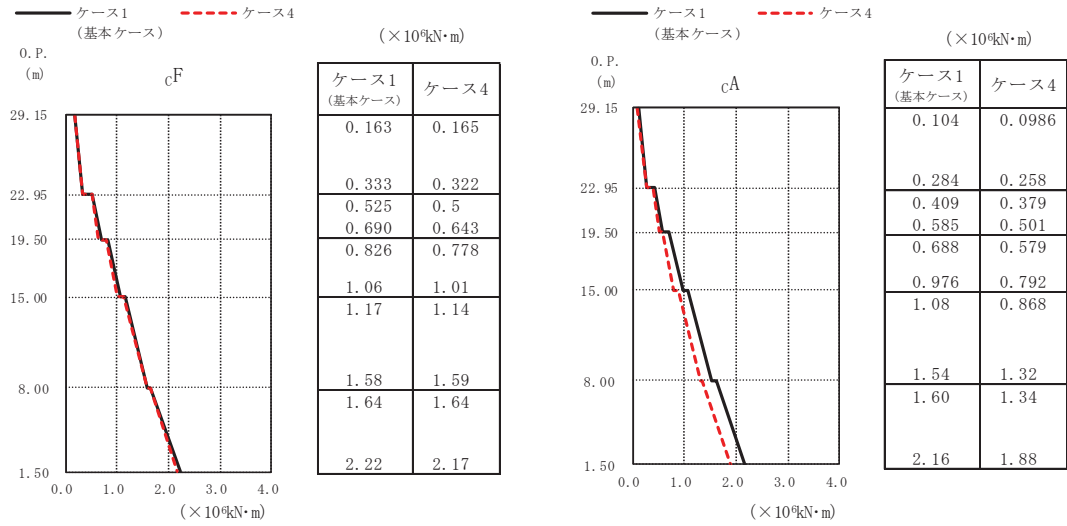 ケース1 ケース4
(基本ケース)
(×10⁶kN・m)
O.P.
(m)
cF
ケース1 ケース4
(基本ケース)
29.15
22.95
19.50
15.00
8.00
1.50
0.0 1.0 2.0 3.0 4.0
(×10⁶kN・m)
0.163 0.165
0.333 0.322
0.525 0.5
0.690 0.643
0.826 0.778
1.06 1.01
1.17 1.14
1.58 1.59
1.64 1.64
2.22 2.17
ケース1 ケース4
(基本ケース)
(×10⁶kN・m)
O.P.
(m)
cA
ケース1 ケース4
(基本ケース)
29.15
22.95
19.50
15.00
8.00
1.50
0.0 1.0 2.0 3.0 4.0
(×10⁶kN・m)
0.104 0.0986
0.284 0.258
0.409 0.379
0.585 0.501
0.688 0.579
0.976 0.792
1.08 0.868
1.54 1.32
1.60 1.34
2.16 1.88